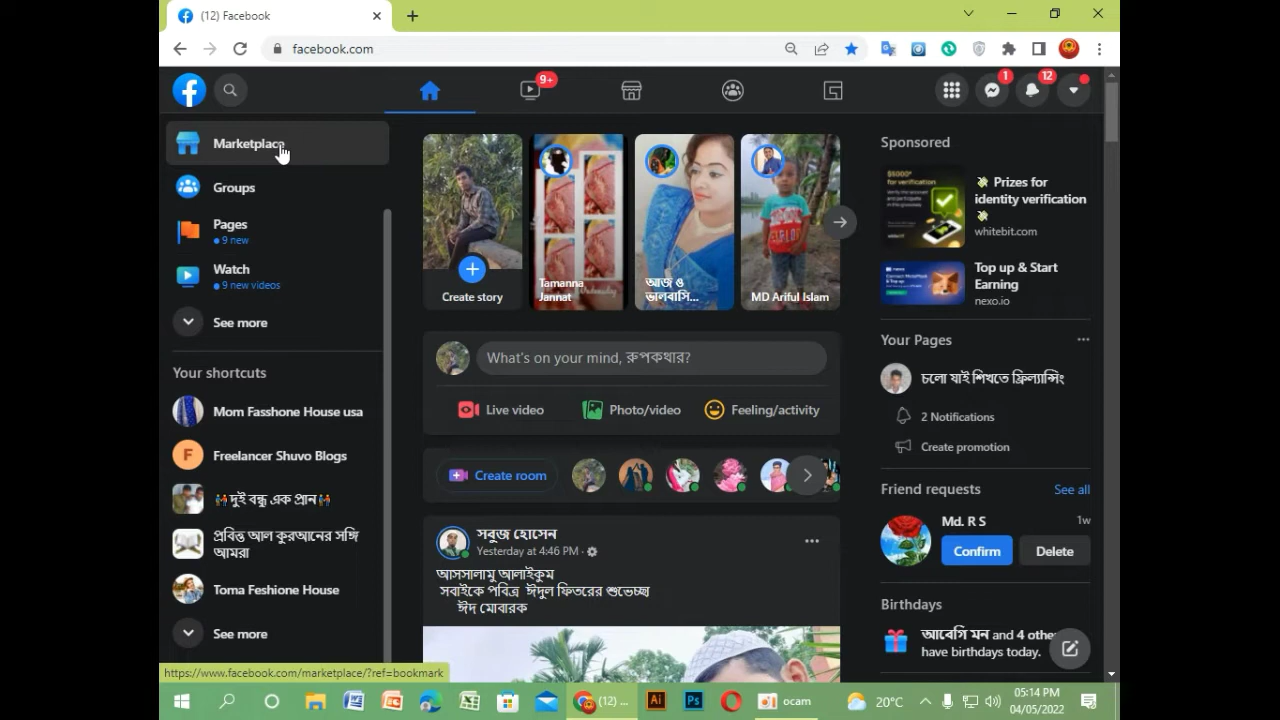 (12) Facebook
facebook.com
9+
1
12
Marketplace
Groups
Pages
9 new
Watch
9 new videos
See more
Your shortcuts
Mom Fasshone House usa
F
Freelancer Shuvo Blogs
দুই বন্ধু এক প্রান
প্রবিত্ত আল কুরআনের সঙ্গি
আমরা
Toma Feshione House
See more
https://www.facebook.com/marketplace/?ref=bookmark
Create story
Tamanna
Jannat
আজ ও
ভালবাসি...
MD Ariful Islam
What's on your mind, রুপকথার?
Live video
Photo/video
Feeling/activity
Create room
সবুজ হোসেন
Yesterday at 4:46 PM ·
আসসালামু আলাইকুম
সবাইকে পবিত্র ঈদুল ফিতরের শুভেচ্ছা
ঈদ মোবারক
Sponsored
Prizes for
identity verification
whitebit.com
Top up & Start
Earning
nexo.io
Your Pages
চলো যাই শিখতে ফ্রিল্যান্সিং
2 Notifications
Create promotion
Friend requests
See all
Md. R S
1w
Confirm
Delete
Birthdays
আবেগি মন and 4 othe
have birthdays today.
(12) ...
Ai
Ps
ocam
20°C
05:14 PM
04/05/2022